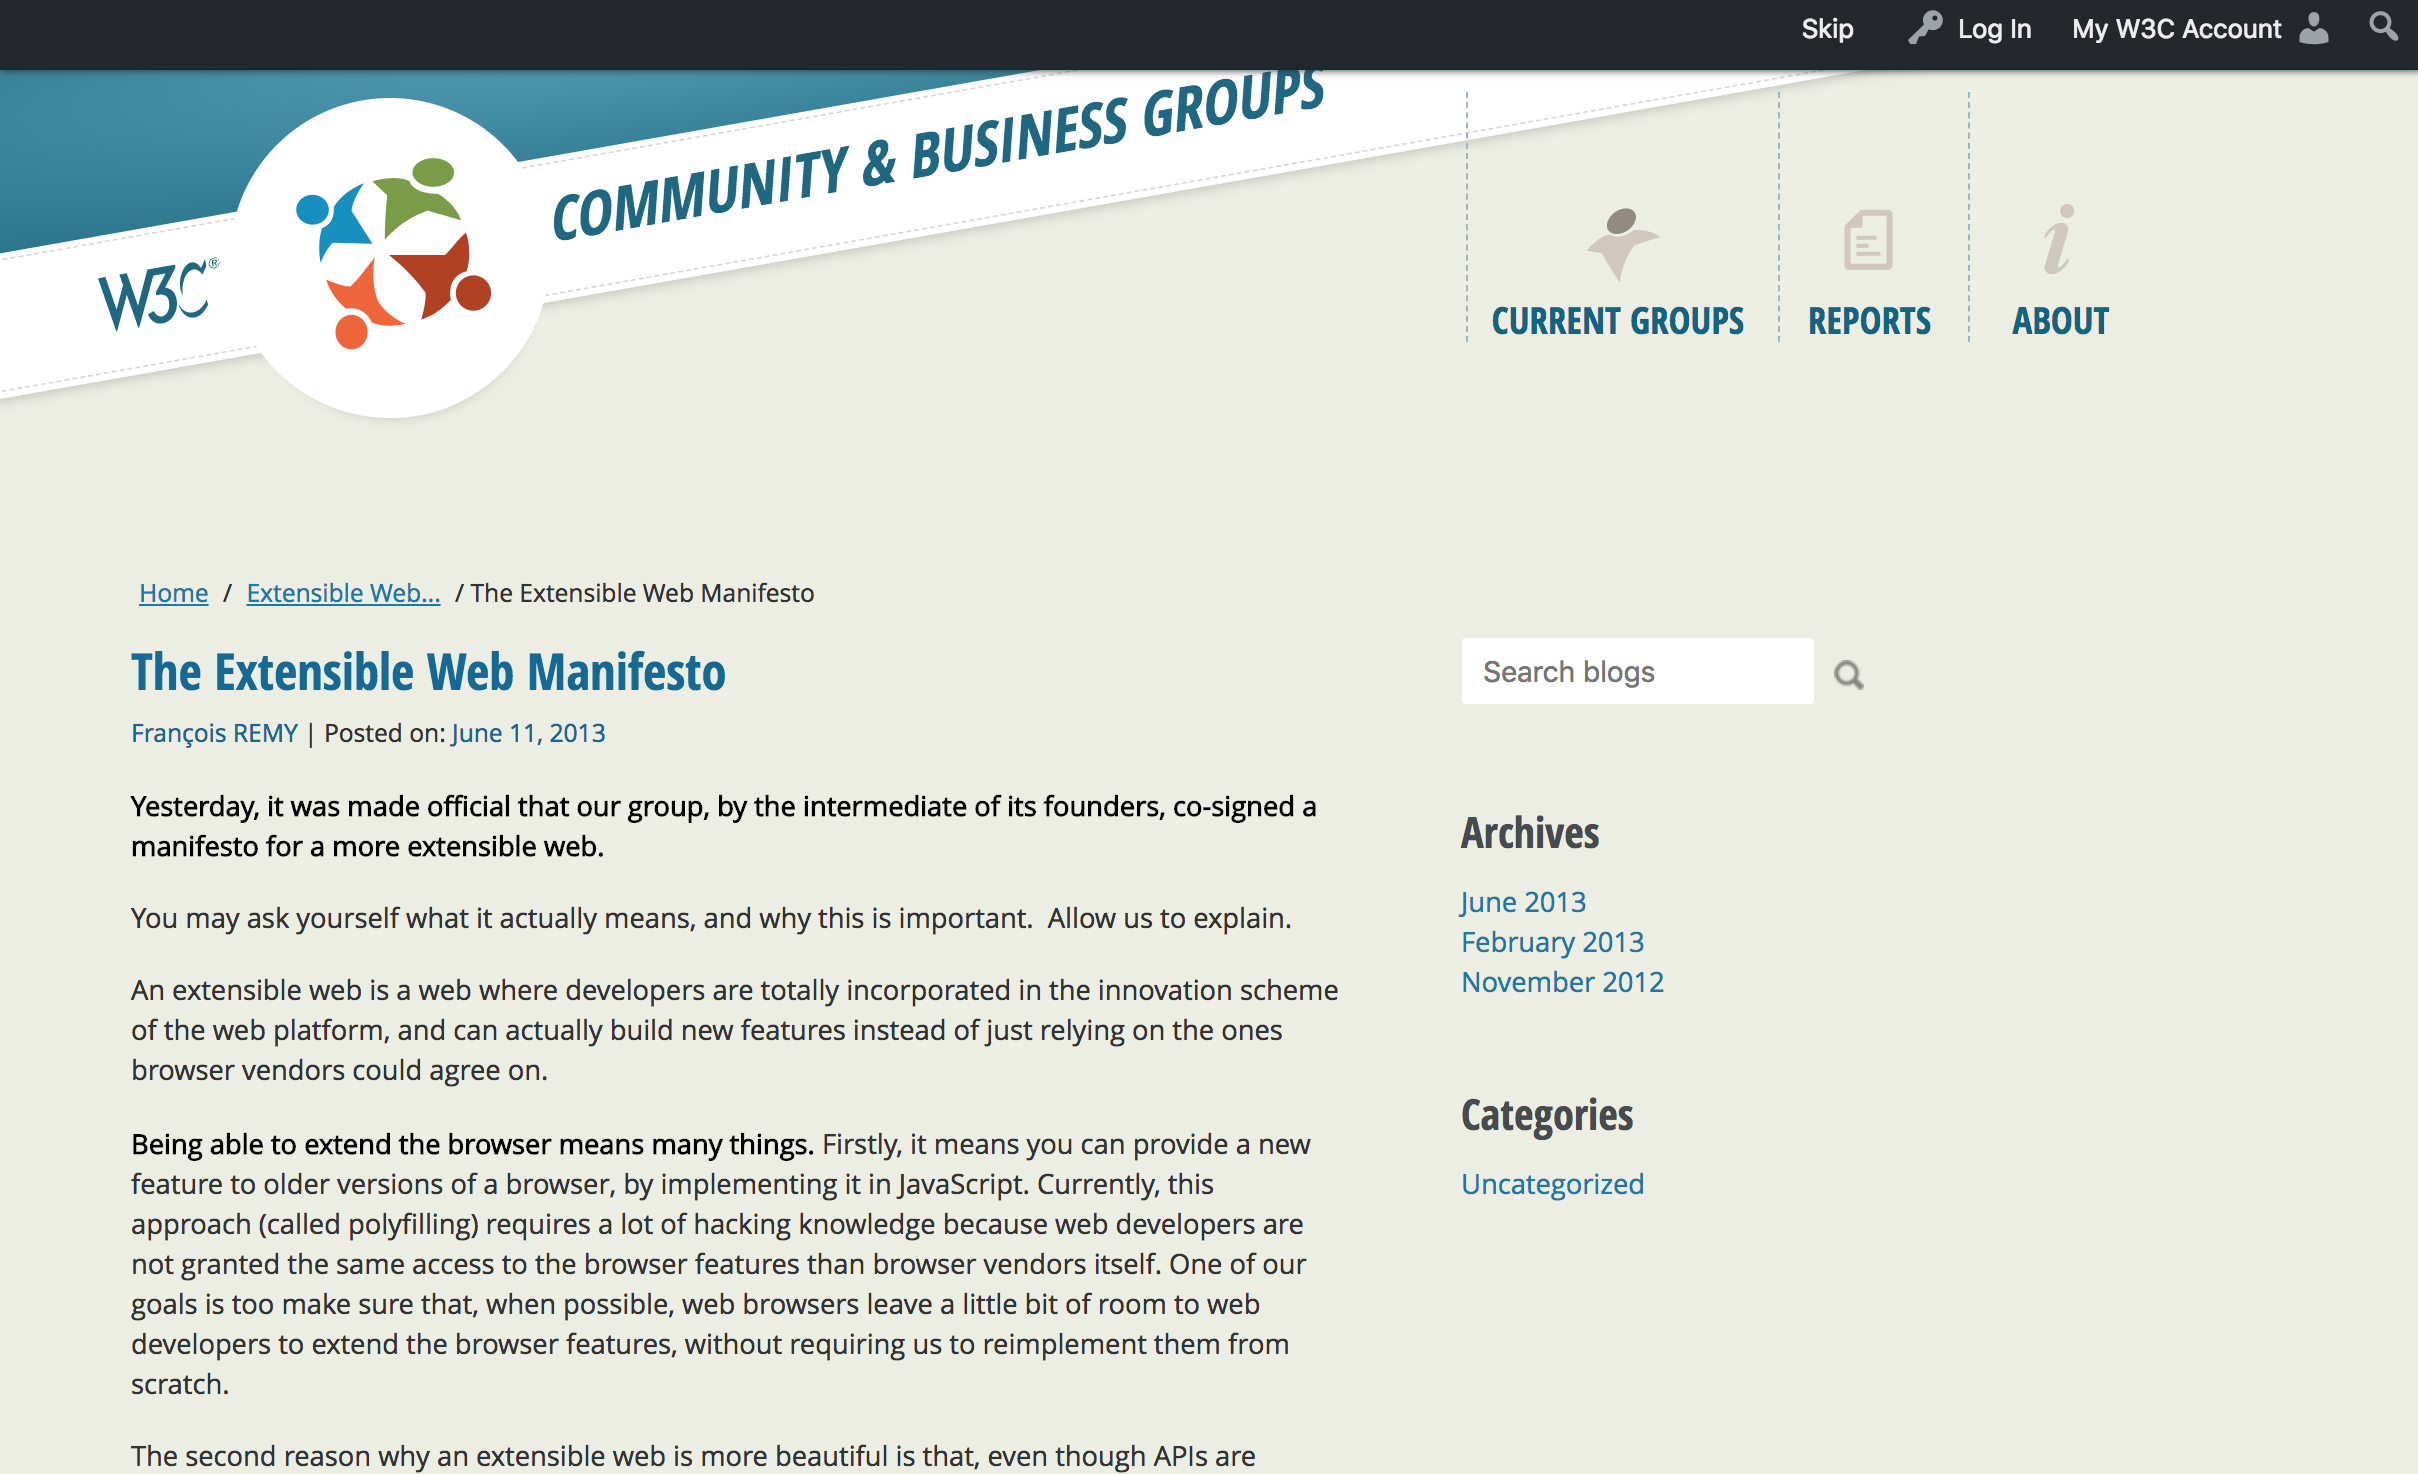 Skip Log In My W3C Account
COMMUNITY & BUSINESS GROUPS
W3C®
CURRENT GROUPS REPORTS ABOUT
Home / Extensible Web... / The Extensible Web Manifesto
The Extensible Web Manifesto
François REMY | Posted on: June 11, 2013
Yesterday, it was made official that our group, by the intermediate of its founders, co-signed a
manifesto for a more extensible web.
You may ask yourself what it actually means, and why this is important.  Allow us to explain.
An extensible web is a web where developers are totally incorporated in the innovation scheme
of the web platform, and can actually build new features instead of just relying on the ones
browser vendors could agree on.
Being able to extend the browser means many things. Firstly, it means you can provide a new
feature to older versions of a browser, by implementing it in JavaScript. Currently, this
approach (called polyfilling) requires a lot of hacking knowledge because web developers are
not granted the same access to the browser features than browser vendors itself. One of our
goals is too make sure that, when possible, web browsers leave a little bit of room to web
developers to extend the browser features, without requiring us to reimplement them from
scratch.
The second reason why an extensible web is more beautiful is that, even though APIs are
Search blogs
Archives
June 2013
February 2013
November 2012
Categories
Uncategorized